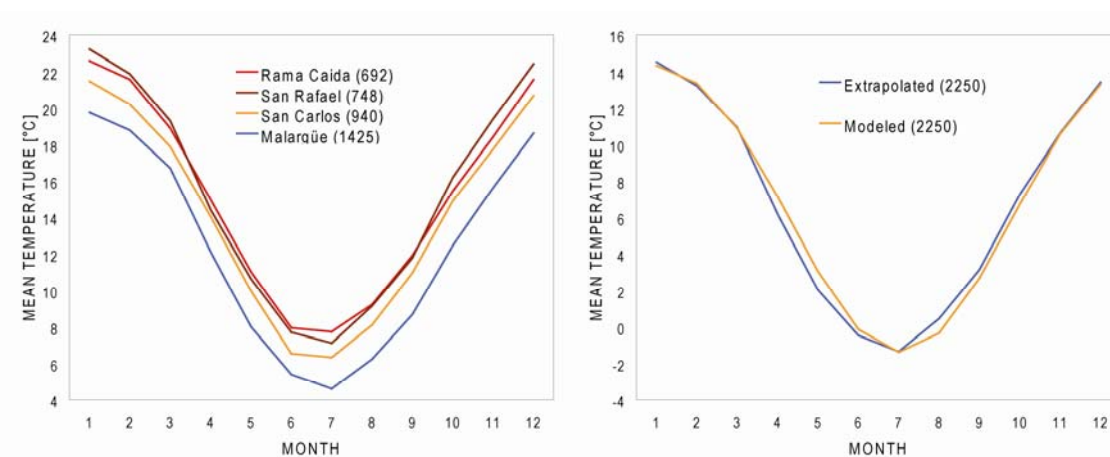 24
22
20
18
16
14
12
10
8
6
4
MEAN TEMPERATURE [°C]
Rama Caida (692)
San Rafael (748)
San Carlos (940)
Malargüe (1425)
1 2 3 4 5 6 7 8 9 10 11 12
MONTH
16
14
12
10
8
6
4
2
0
-2
-4
MEAN TEMPERATURE [°C]
Extrapolated (2250)
Modeled (2250)
1 2 3 4 5 6 7 8 9 10 11 12
MONTH